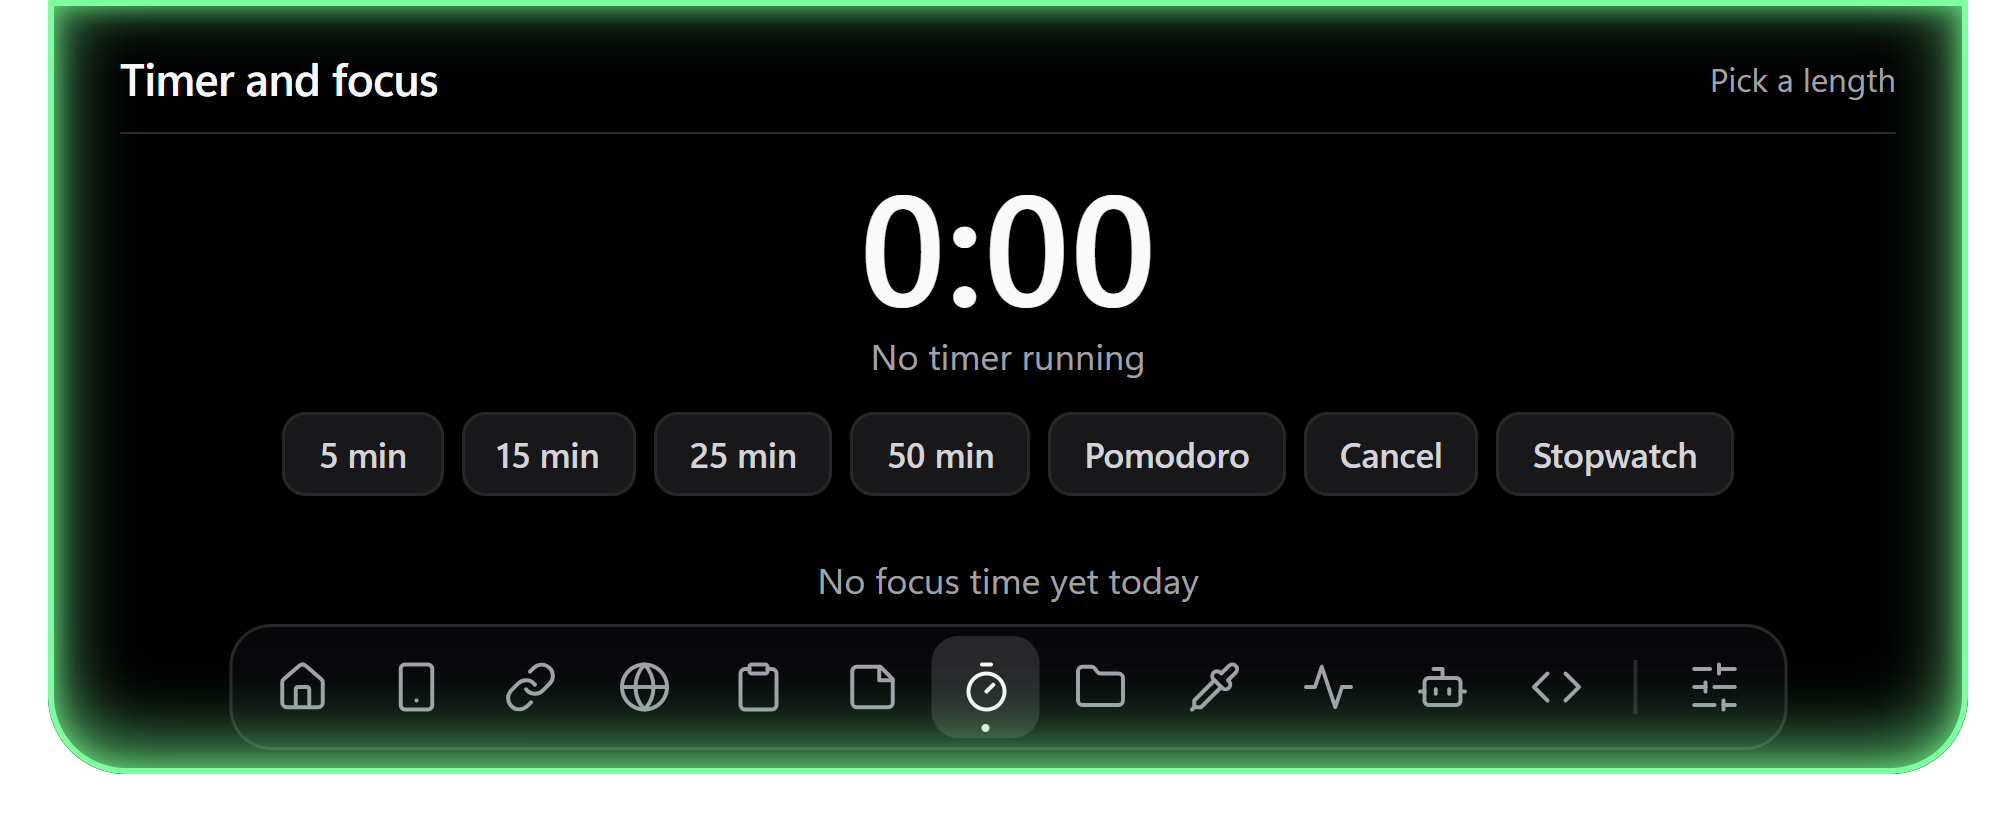 Timer and focus
Pick a length
0:00
No timer running
5 min
15 min
25 min
50 min
Pomodoro
Cancel
Stopwatch
No focus time yet today